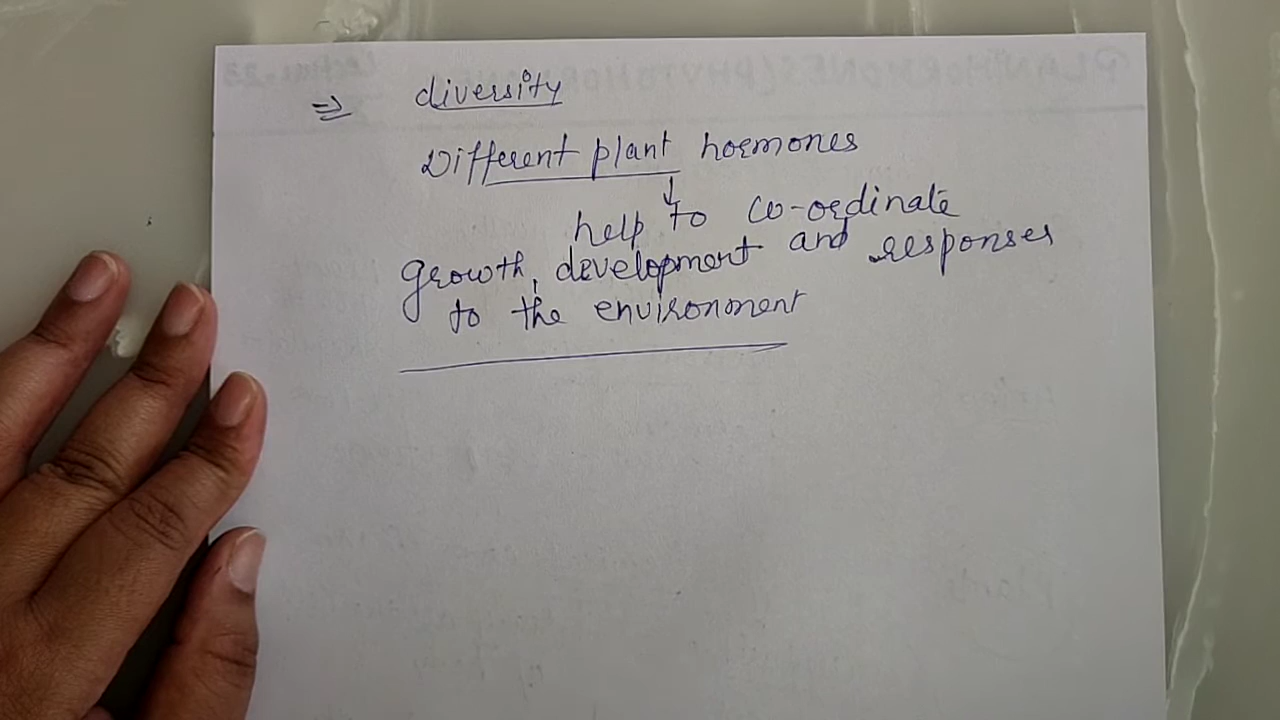 ⇒ diversity
Different plant hormones
↓
help to co-ordinate
growth, development and responses
to the environment